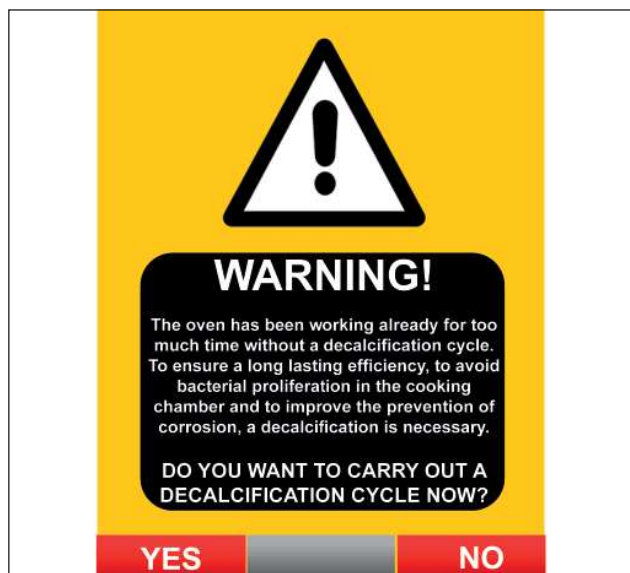 WARNING!
The oven has been working already for too
much time without a decalcification cycle.
To ensure a long lasting efficiency, to avoid
bacterial proliferation in the cooking
chamber and to improve the prevention of
corrosion, a decalcification is necessary.
DO YOU WANT TO CARRY OUT A
DECALCIFICATION CYCLE NOW?
YES NO